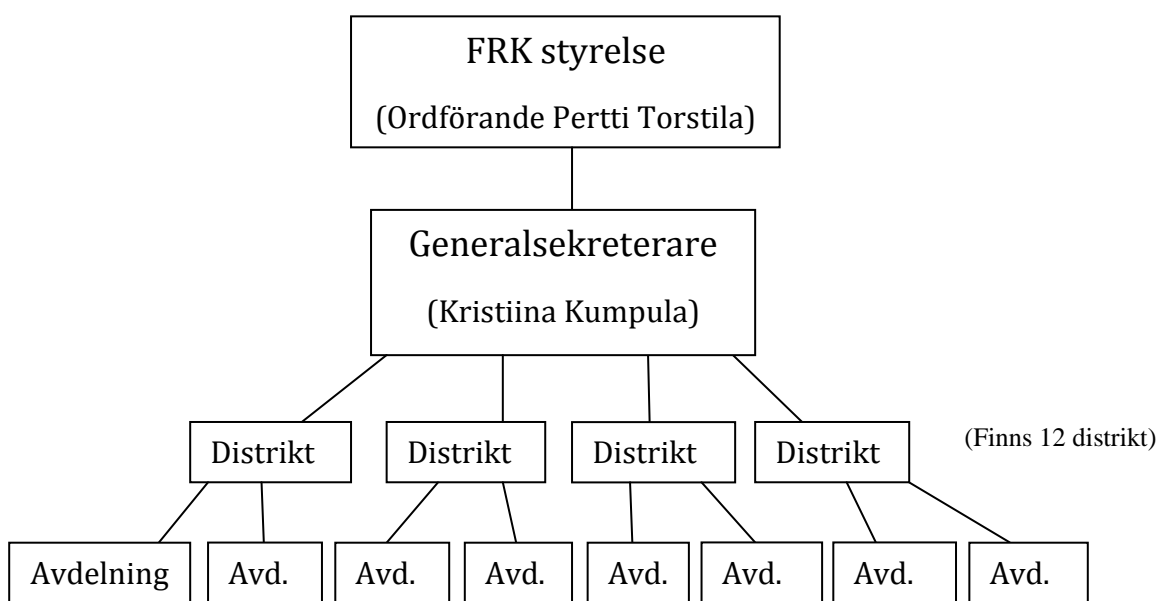 FRK styrelse
(Ordförande Pertti Torstila)
Generalsekreterare
(Kristiina Kumpula)
Distrikt
Distrikt
Distrikt
Distrikt
(Finns 12 distrikt)
Avdelning
Avd.
Avd.
Avd.
Avd.
Avd.
Avd.
Avd.